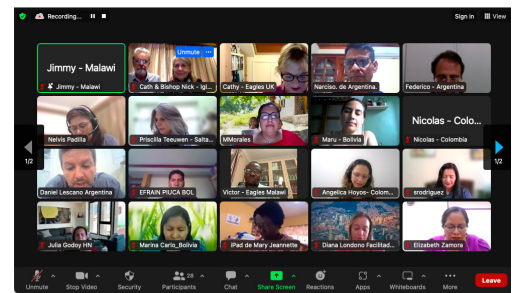 Recording...
Sign in
View
Jimmy - Malawi
Jimmy - Malawi
Unmute ...
Cath & Bishop Nick - Igl...
Cathy - Eagles UK
Narciso. de Argentina.
Federico - Argentina
Nelvis Padilla
Priscilla Teeuwen - Salta...
MMorales
Maru - Bolivia
Nicolas - Colo...
Nicolas - Colombia
1/2
1/2
Daniel Lescano Argentina
EFRAIN PIUCA BOL
Victor - Eagles Malawi
Angelica Hoyos- Colom...
srodriguez
Julia Godoy HN
Marina Carlo_Bolivia
iPad de Mary Jeannette
Diana Londono Facilitad...
Elizabeth Zamora
28
Unmute
Stop Video
Security
Participants
Chat
Share Screen
Reactions
Apps
Whiteboards
More
Leave